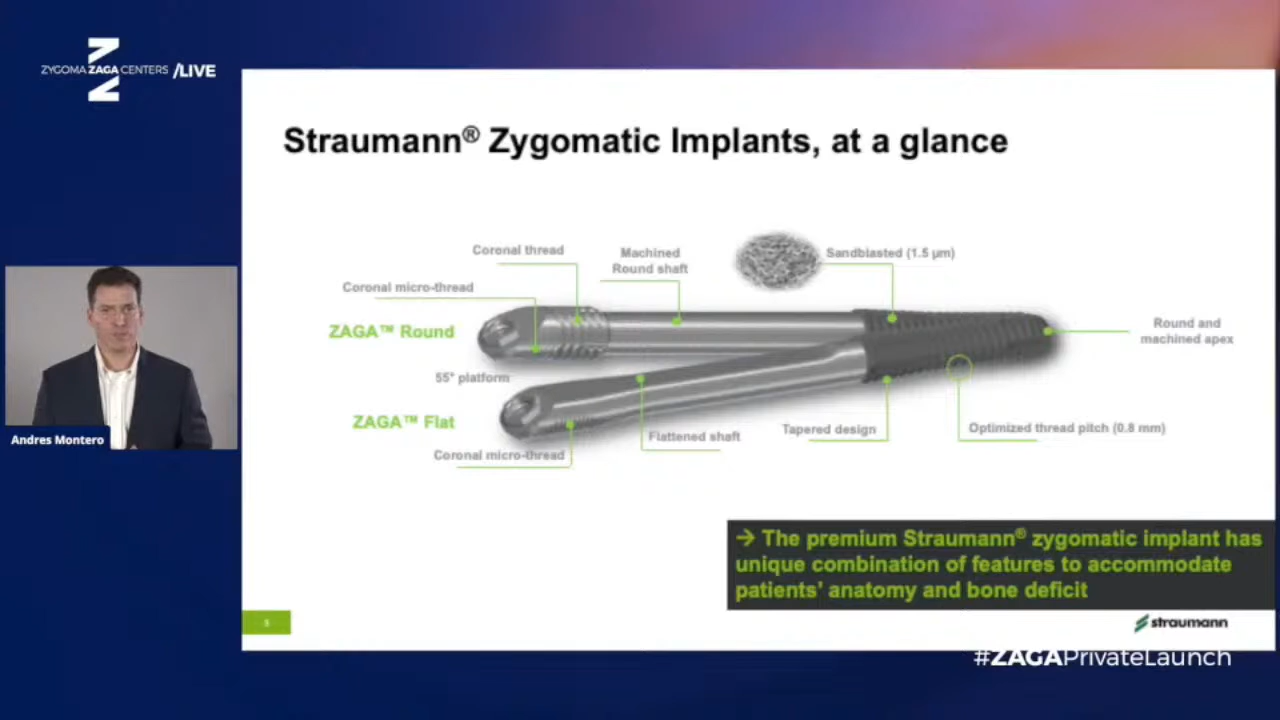 ZYGOMA ZAGA CENTERS /LIVE
Straumann® Zygomatic Implants, at a glance
Coronal thread
Machined
Round shaft
Sandblasted (1.5 µm)
Coronal micro-thread
ZAGA™ Round
Round and
machined apex
55° platform
ZAGA™ Flat
Flattened shaft
Tapered design
Optimized thread pitch (0.8 mm)
Coronal micro-thread
Andres Montero
→ The premium Straumann® zygomatic implant has
unique combination of features to accommodate
patients’ anatomy and bone deficit
straumann
#ZAGAPrivateLaunch